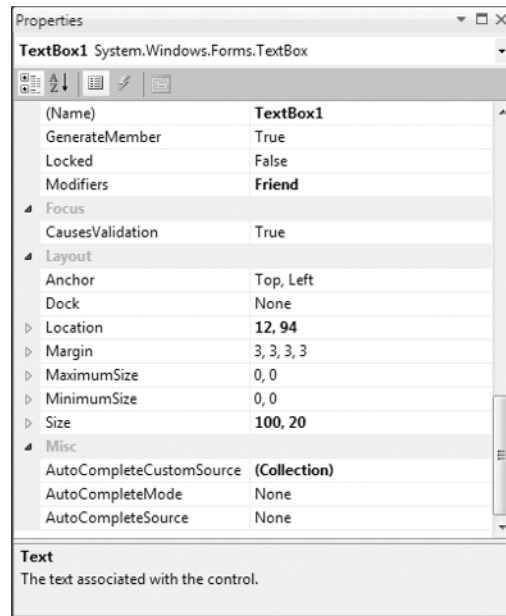 Properties
TextBox1 System.Windows.Forms.TextBox
(Name) TextBox1
GenerateMember True
Locked False
Modifiers Friend
Focus
CausesValidation True
Layout
Anchor Top, Left
Dock None
Location 12, 94
Margin 3, 3, 3, 3
MaximumSize 0, 0
MinimumSize 0, 0
Size 100, 20
Misc
AutoCompleteCustomSource (Collection)
AutoCompleteMode None
AutoCompleteSource None
Text
The text associated with the control.